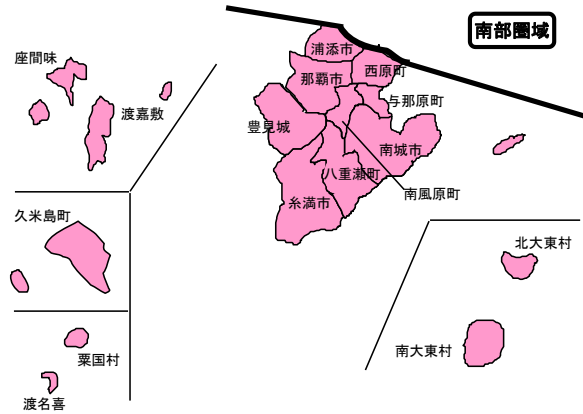 南部圏域
浦添市
西原町
那覇市
与那原町
豊見城
南城市
八重瀬町
南風原町
糸満市
座間味
渡嘉敷
久米島町
粟国村
渡名喜
北大東村
南大東村